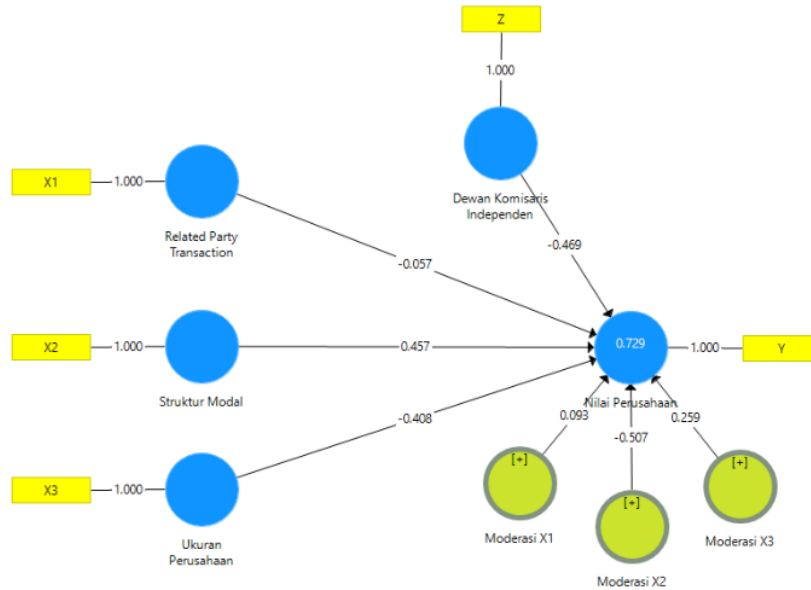 Z
1.000
Dewan Komisaris
Independen
-0.469
X1
1.000
Related Party
Transaction
-0.057
X2
1.000
Struktur Modal
0.457
0.729
1.000
Y
Nilai Perusahaan
-0.408
X3
1.000
Ukuran
Perusahaan
0.093
-0.507
0.259
[+]
Moderasi X1
[+]
Moderasi X2
[+]
Moderasi X3